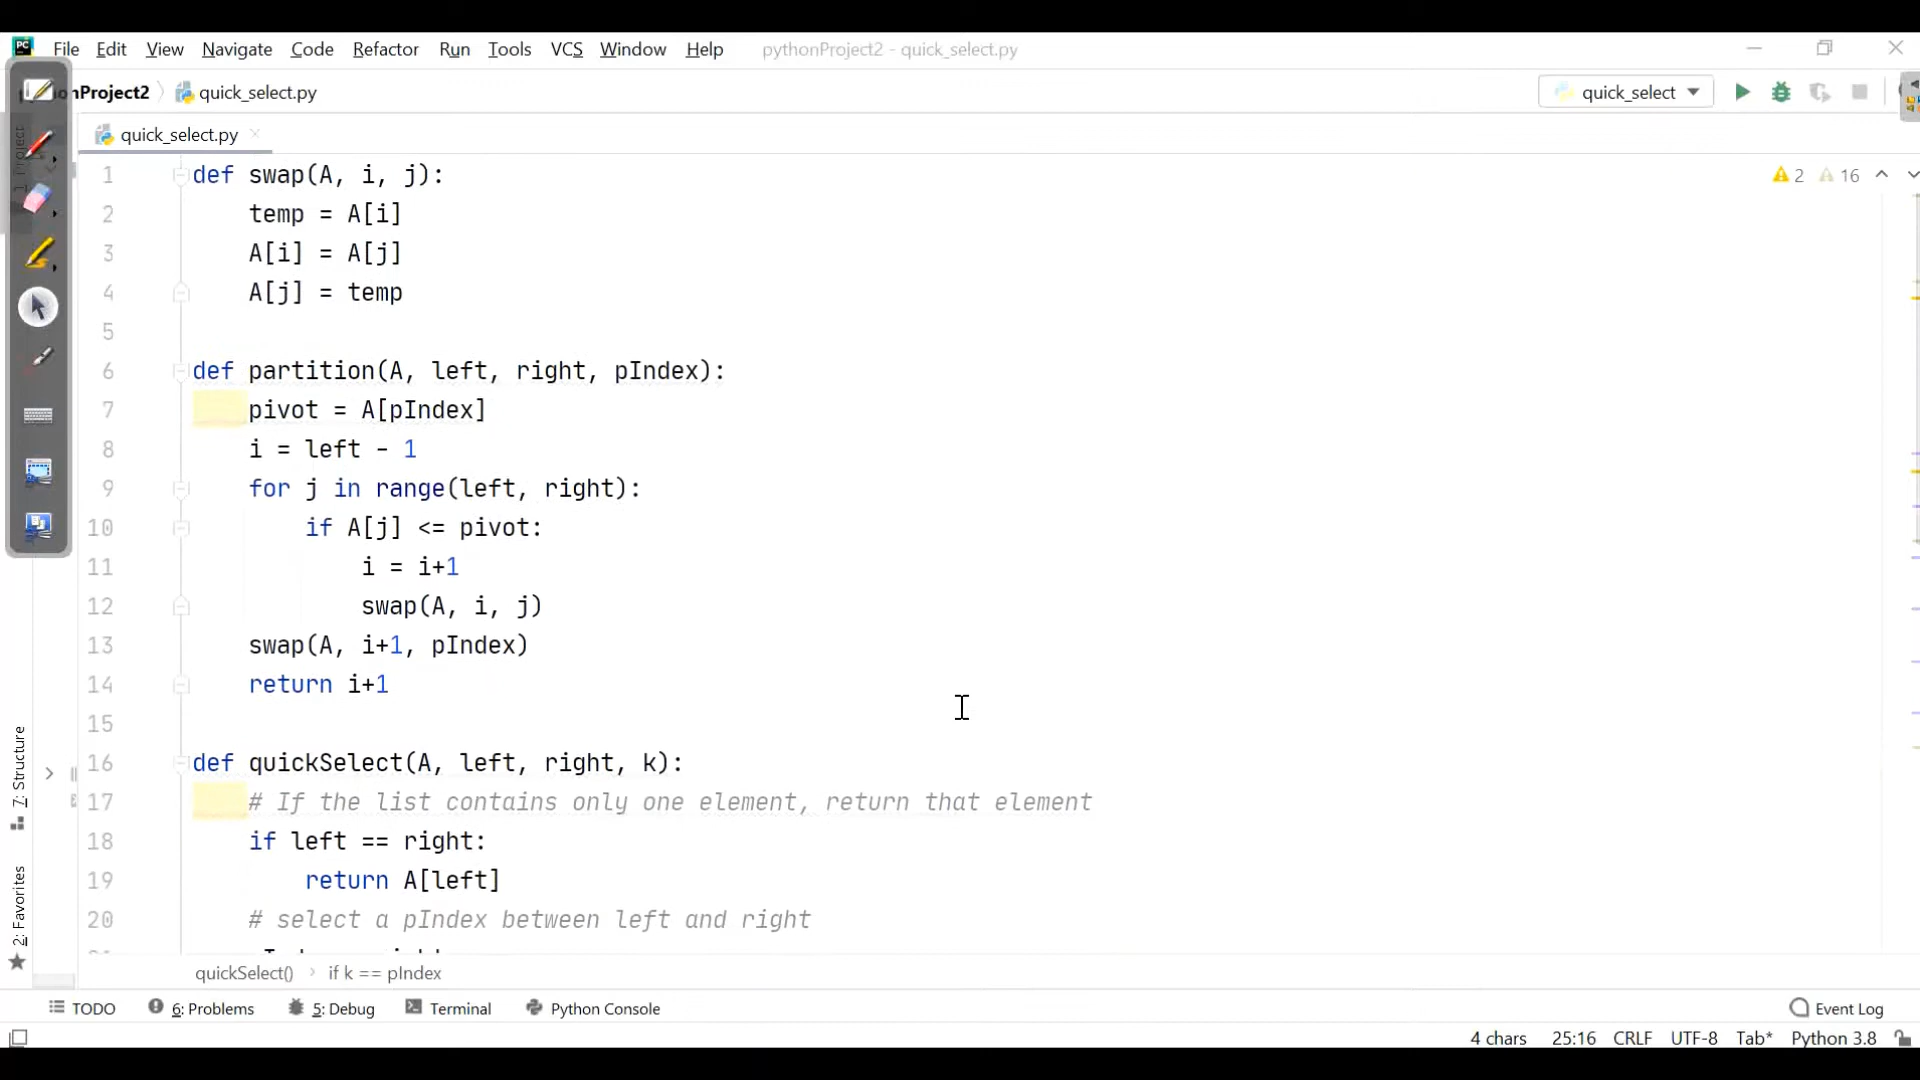 PC File Edit View Navigate Code Refactor Run Tools VCS Window Help pythonProject2 - quick_select.py
nProject2 quick_select.py quick_select
quick_select.py
2 16
1 def swap(A, i, j):
2 temp = A[i]
3 A[i] = A[j]
4 A[j] = temp
5
6 def partition(A, left, right, pIndex):
7 pivot = A[pIndex]
8 i = left - 1
9 for j in range(left, right):
10 if A[j] <= pivot:
11 i = i+1
12 swap(A, i, j)
13 swap(A, i+1, pIndex)
14 return i+1
15
16 def quickSelect(A, left, right, k):
17 # If the list contains only one element, return that element
18 if left == right:
19 return A[left]
20 # select a pIndex between left and right
7: Structure
2: Favorites
quickSelect() if k == pIndex
TODO 6: Problems 5: Debug Terminal Python Console Event Log
4 chars 25:16 CRLF UTF-8 Tab* Python 3.8